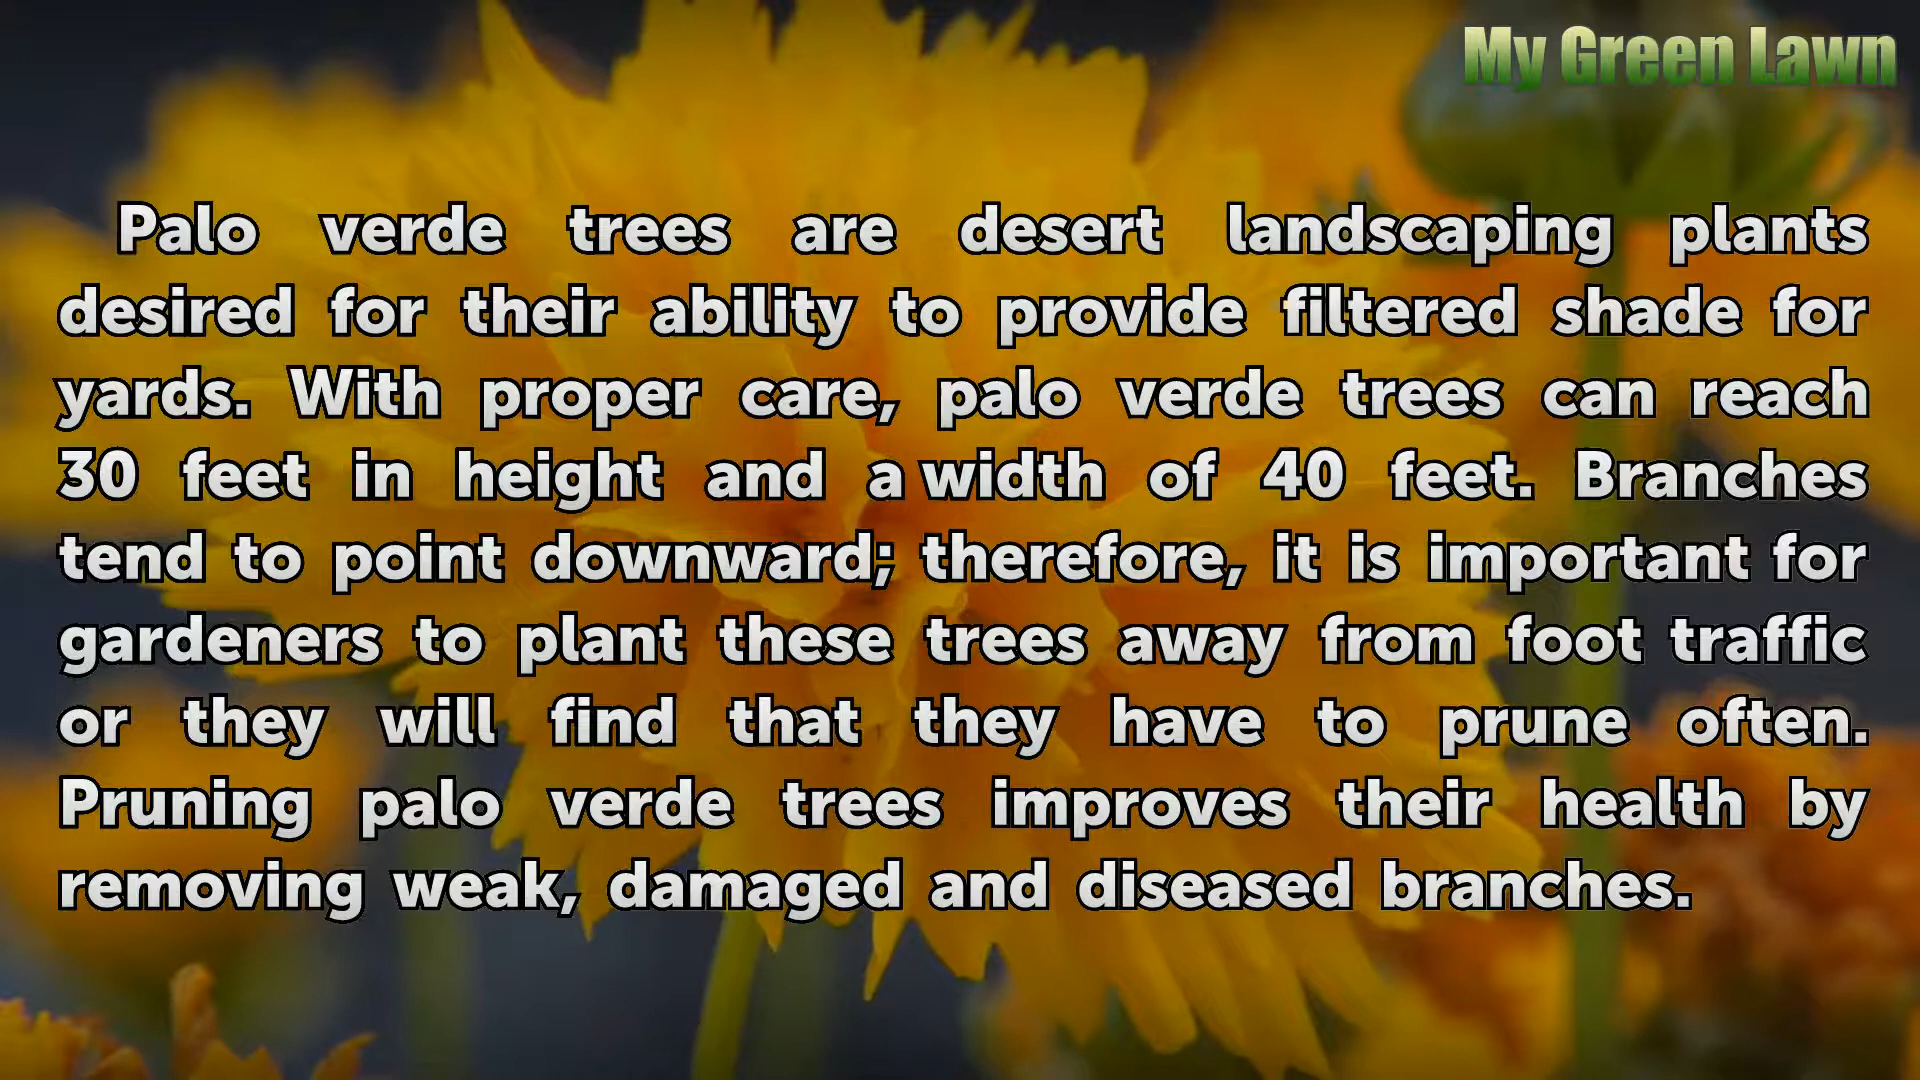 My Green Lawn
Palo verde trees are desert landscaping plants
desired for their ability to provide filtered shade for
yards. With proper care, palo verde trees can reach
30 feet in height and a width of 40 feet. Branches
tend to point downward; therefore, it is important for
gardeners to plant these trees away from foot traffic
or they will find that they have to prune often.
Pruning palo verde trees improves their health by
removing weak, damaged and diseased branches.